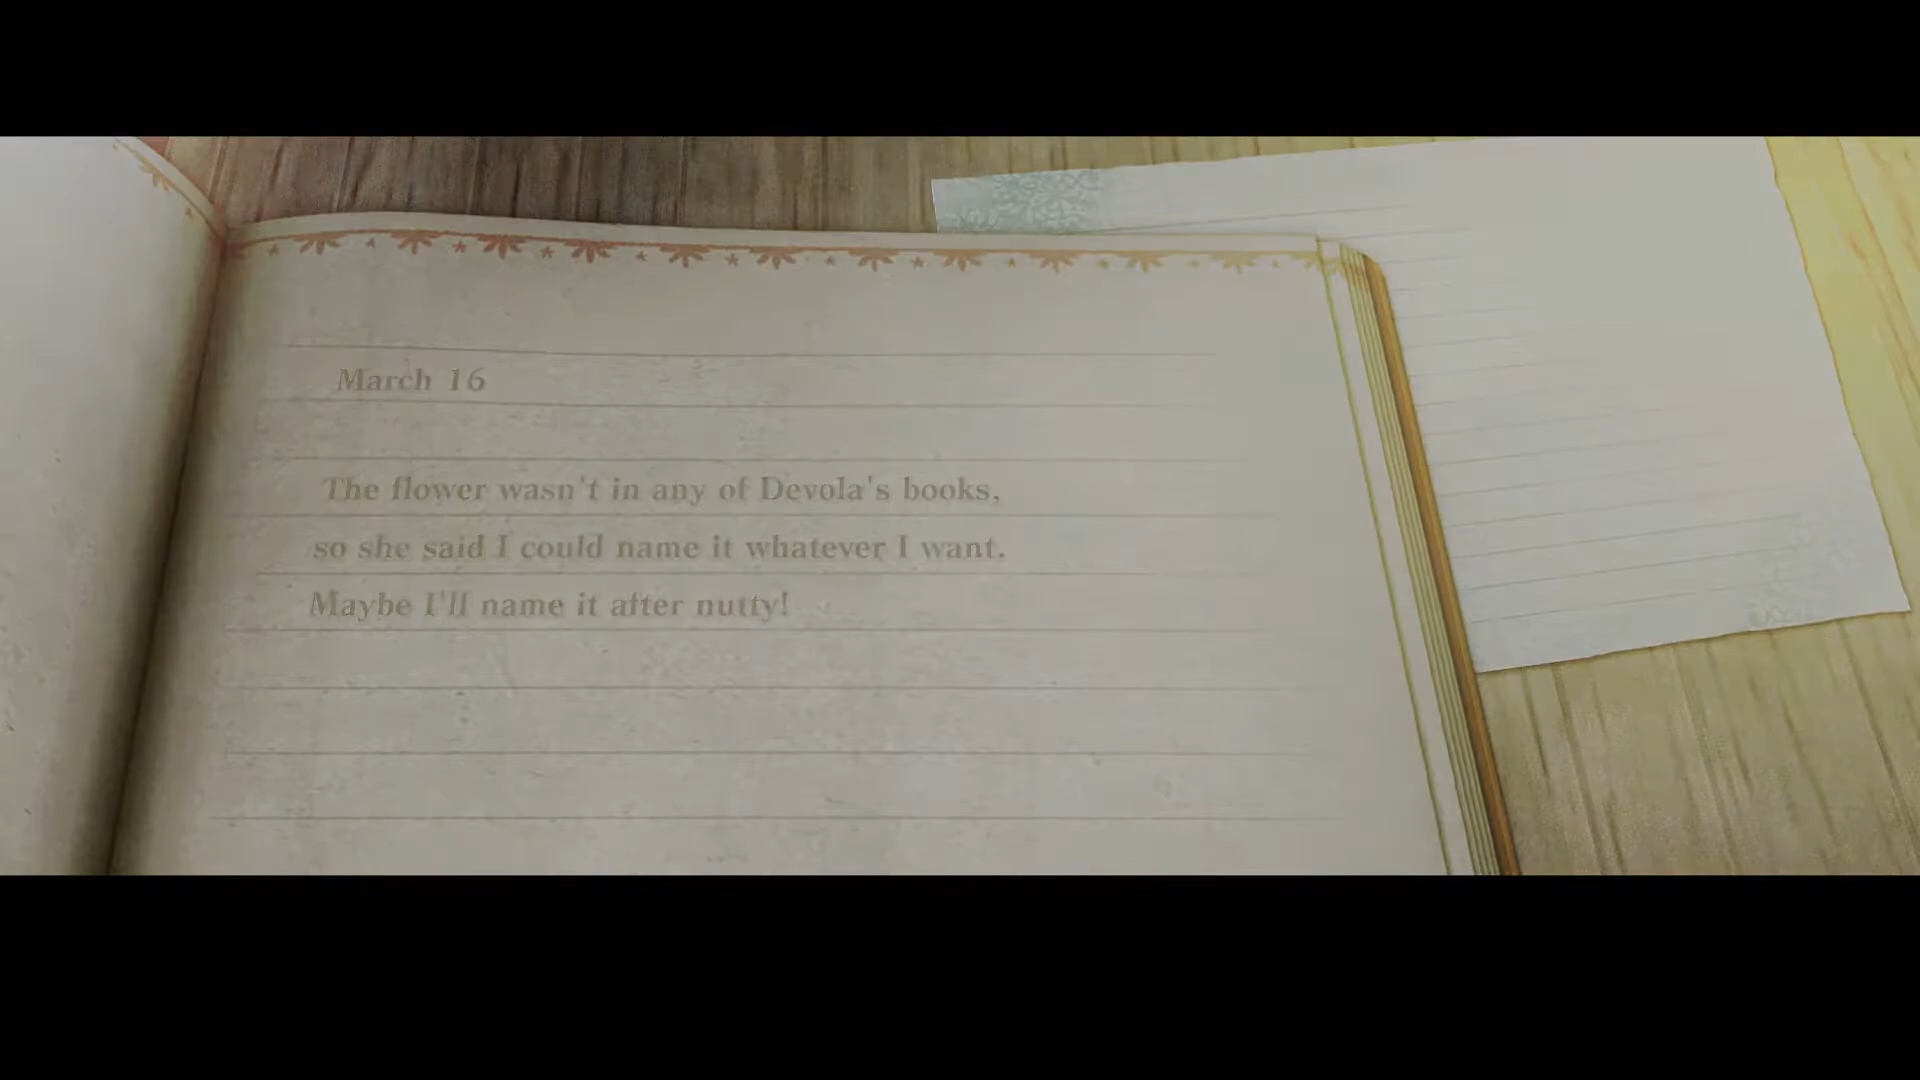 March 16
The flower wasn't in any of Devola's books,
so she said I could name it whatever I want.
Maybe I'll name it after nutty!